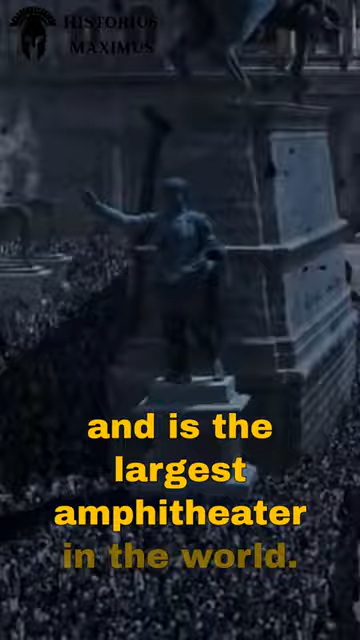 HISTORIUS
MAXIMUS
and is the
largest
amphitheater
in the world.